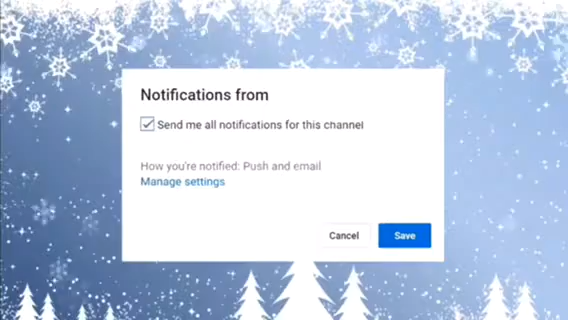 Notifications from
Send me all notifications for this channel
How you're notified: Push and email
Manage settings
Cancel
Save